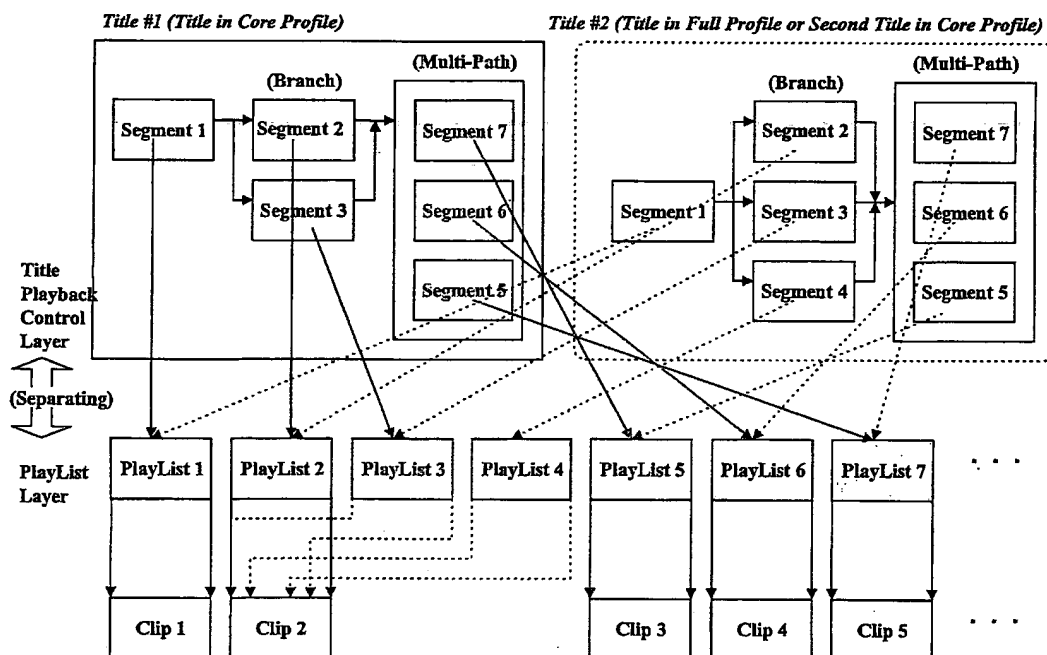 Title #1 (Title in Core Profile)
Title #2 (Title in Full Profile or Second Title in Core Profile)
(Multi-Path)
(Branch)
Segment 1
Segment 2
Segment 3
Segment 7
Segment 6
Segment 5
(Multi-Path)
(Branch)
Segment 1
Segment 2
Segment 3
Segment 4
Segment 7
Segment 6
Segment 5
Title
Playback
Control
Layer
(Separating)
PlayList
Layer
PlayList 1
PlayList 2
PlayList 3
PlayList 4
PlayList 5
PlayList 6
PlayList 7
. . .
Clip 1
Clip 2
Clip 3
Clip 4
Clip 5
. . .